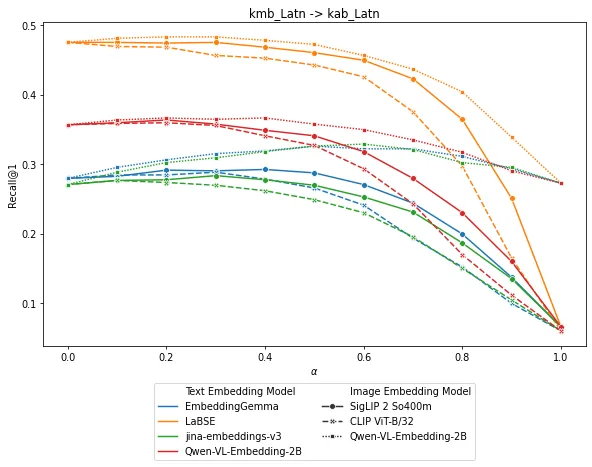 kmb_Latn -> kab_Latn
0.5
0.4
0.3
0.2
0.1
Recall@1
0.0
0.2
0.4
0.6
0.8
1.0
α
Text Embedding Model
EmbeddingGemma
LaBSE
jina-embeddings-v3
Qwen-VL-Embedding-2B
Image Embedding Model
SigLIP 2 So400m
CLIP ViT-B/32
Qwen-VL-Embedding-2B